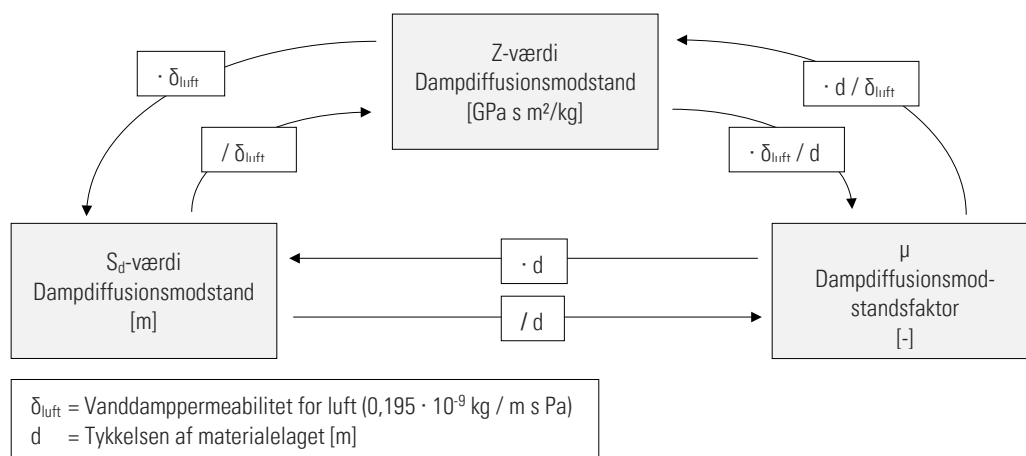 Z-værdi
Dampdiffusionsmodstand
[GPa s m²/kg]
· δluft
/ δluft
· d / δluft
· δluft / d
Sd-værdi
Dampdiffusionsmodstand
[m]
· d
/ d
µ
Dampdiffusionsmod-
standsfaktor
[-]
δluft = Vanddamppermeabilitet for luft (0,195 · 10⁻⁹ kg / m s Pa)
d = Tykkelsen af materialelaget [m]